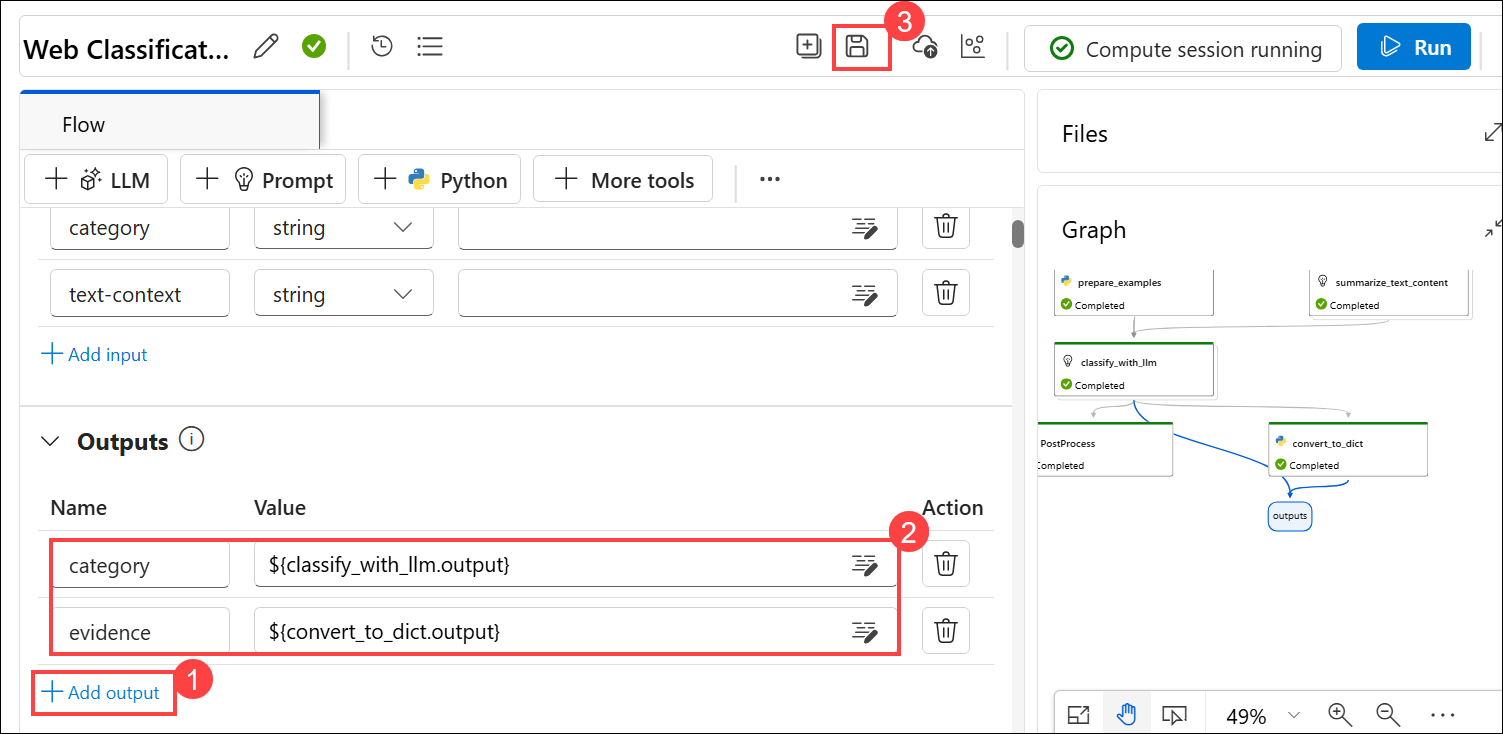 3
Web Classificat...
Compute session running
Run
Flow
LLM
Prompt
Python
More tools
category
string
text-context
string
Add input
Outputs
Name
Value
Action
2
category
${classify_with_llm.output}
evidence
${convert_to_dict.output}
1
Add output
Files
Graph
prepare_examples
Completed
summarize_text_content
Completed
classify_with_llm
Completed
PostProcess
Completed
convert_to_dict
Completed
outputs
49%